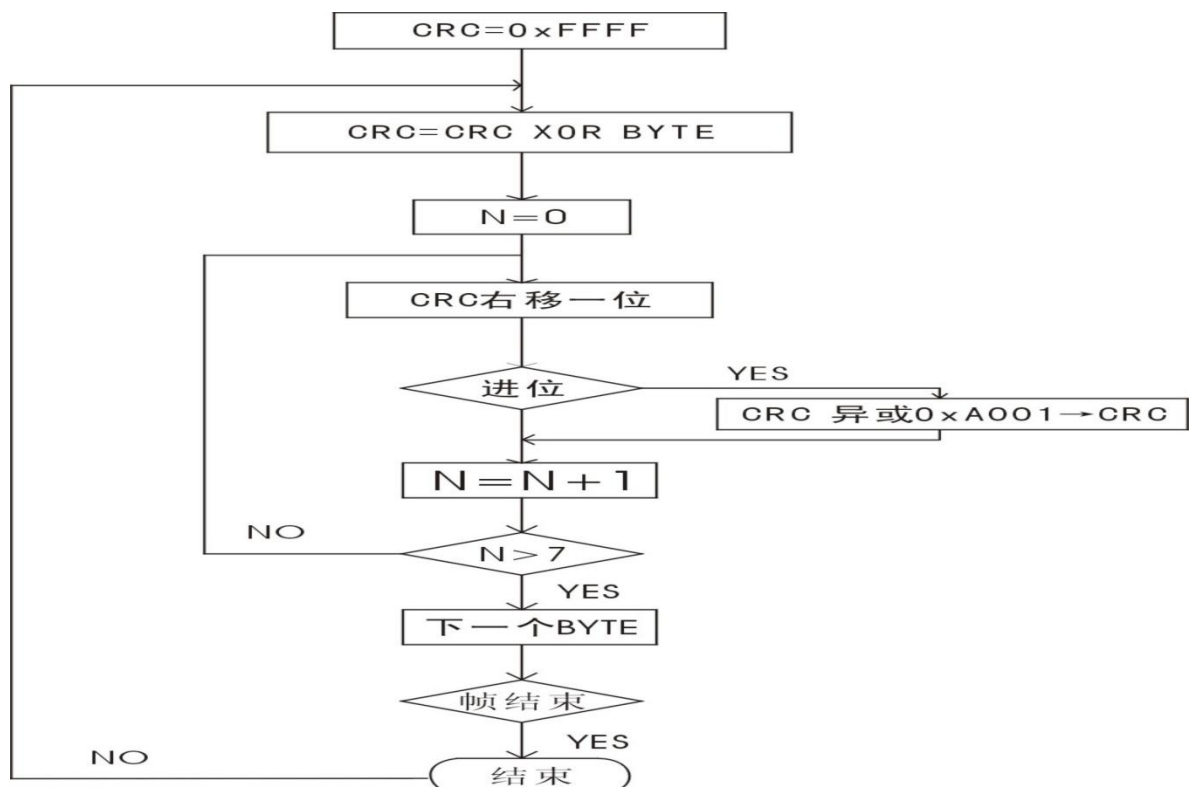 CRC=0xFFFF
CRC=CRC XOR BYTE
N=0
CRC右移一位
进位
YES
CRC 异或0xA001→CRC
N=N+1
NO
N>7
YES
下一个BYTE
帧结束
YES
NO
结束